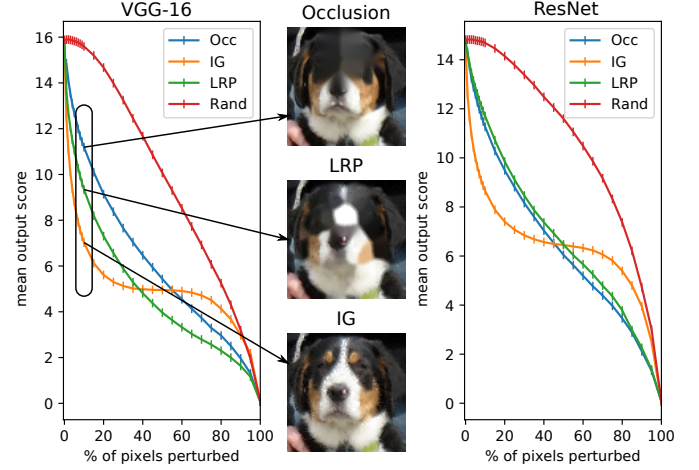 VGG-16
Occlusion
ResNet
16
14
12
10
8
6
4
2
0
mean output score
Occ
IG
LRP
Rand
0
20
40
60
80
100
% of pixels perturbed
LRP
IG
14
12
10
8
6
4
2
0
mean output score
Occ
IG
LRP
Rand
0
20
40
60
80
100
% of pixels perturbed